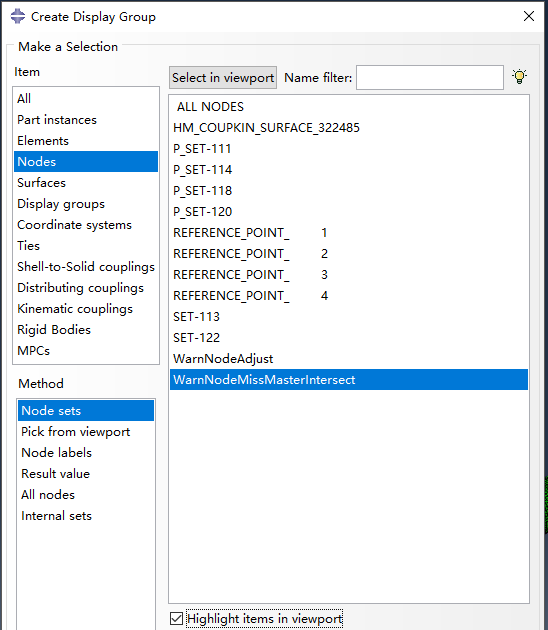 Create Display Group
Make a Selection
Item
All
Part instances
Elements
Nodes
Surfaces
Display groups
Coordinate systems
Ties
Shell-to-Solid couplings
Distributing couplings
Kinematic couplings
Rigid Bodies
MPCs
Method
Node sets
Pick from viewport
Node labels
Result value
All nodes
Internal sets
Select in viewport Name filter:
ALL NODES
HM_COUPKIN_SURFACE_322485
P_SET-111
P_SET-114
P_SET-118
P_SET-120
REFERENCE_POINT_ 1
REFERENCE_POINT_ 2
REFERENCE_POINT_ 3
REFERENCE_POINT_ 4
SET-113
SET-122
WarnNodeAdjust
WarnNodeMissMasterIntersect
Highlight items in viewport